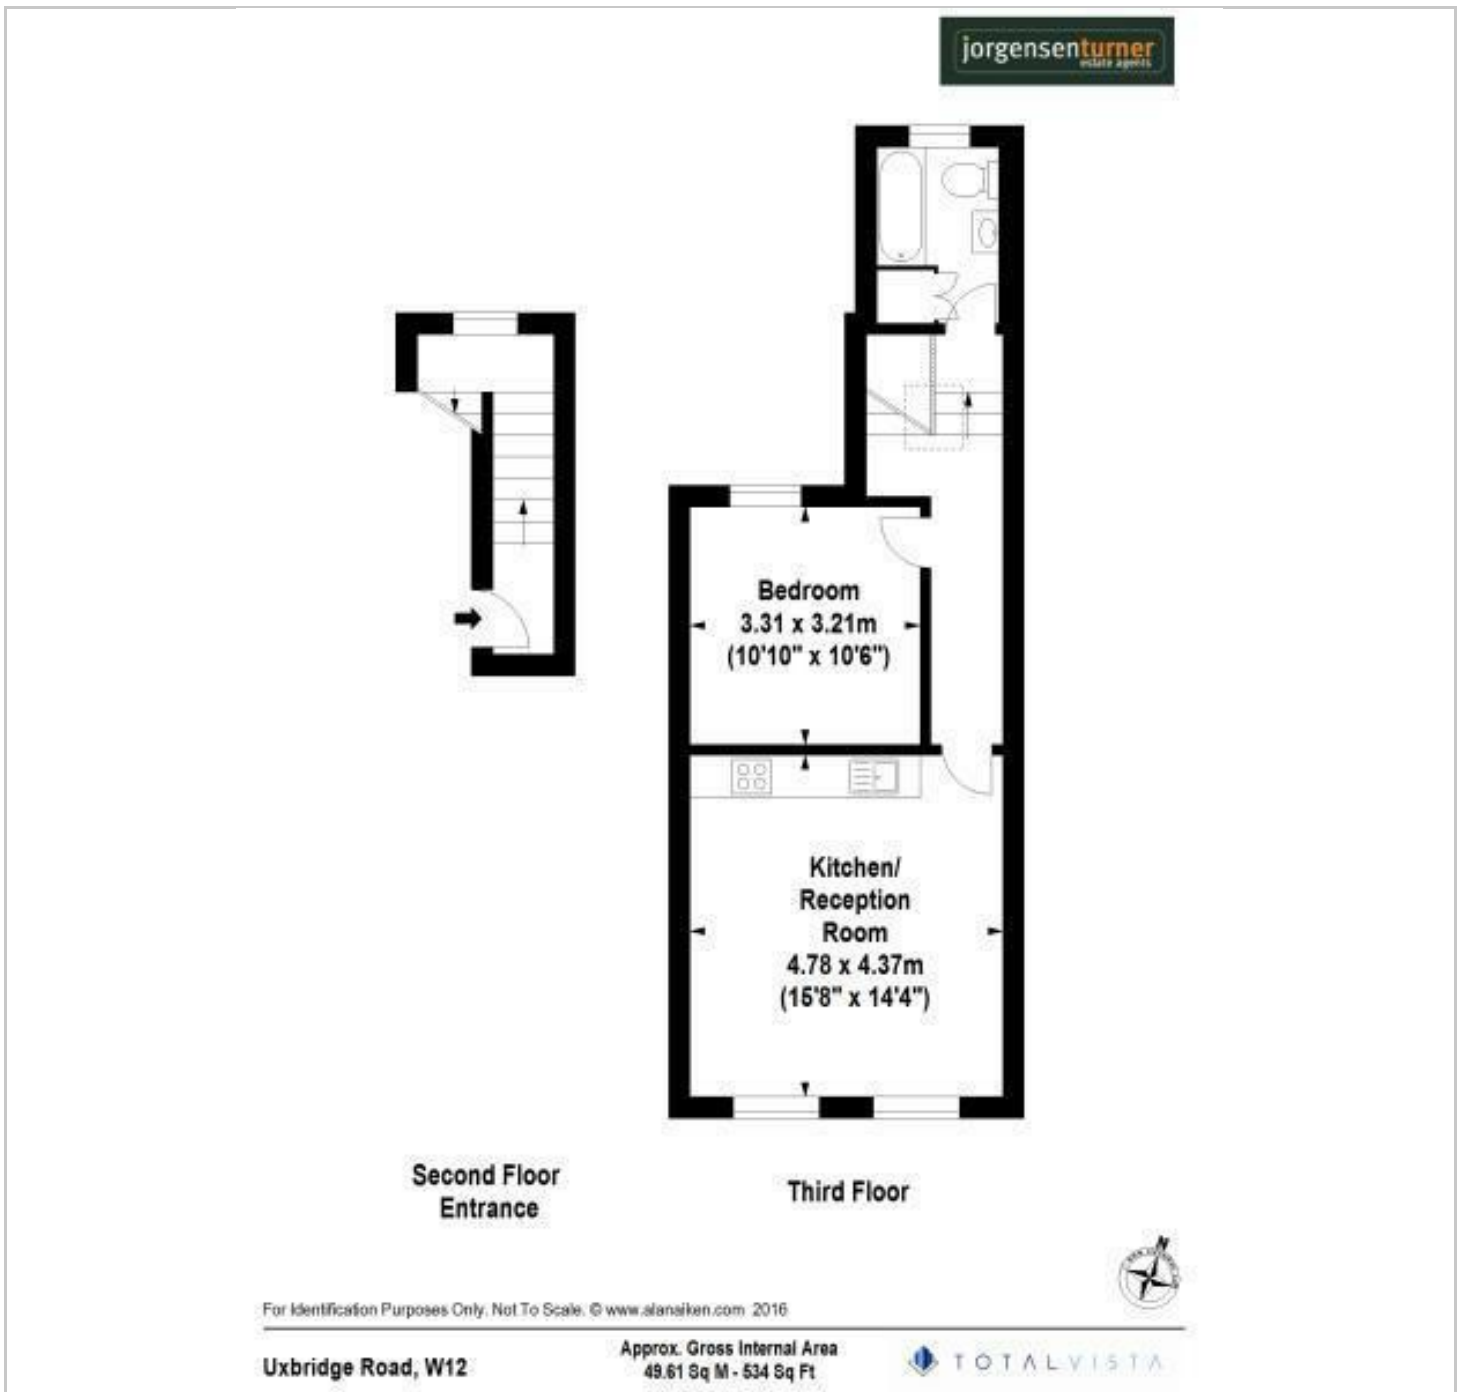 jorgensenturner
estate agents
Bedroom
3.31 x 3.21m
(10'10" x 10'6")
Kitchen/
Reception
Room
4.78 x 4.37m
(15'8" x 14'4")
Second Floor
Entrance
Third Floor
N
For Identification Purposes Only. Not To Scale. © www.alanaiken.com 2016
Uxbridge Road, W12
Approx. Gross Internal Area
49.61 Sq M - 534 Sq Ft
TOTALVISTA